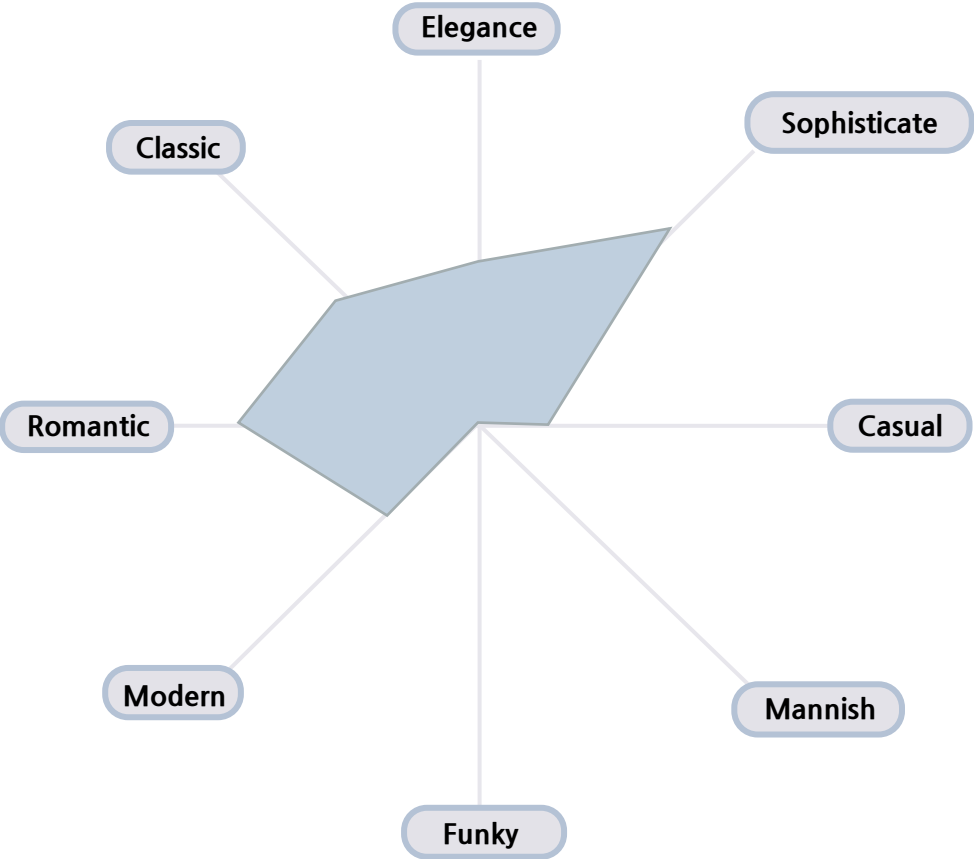 Elegance
Sophisticate
Classic
Romantic
Casual
Modern
Mannish
Funky